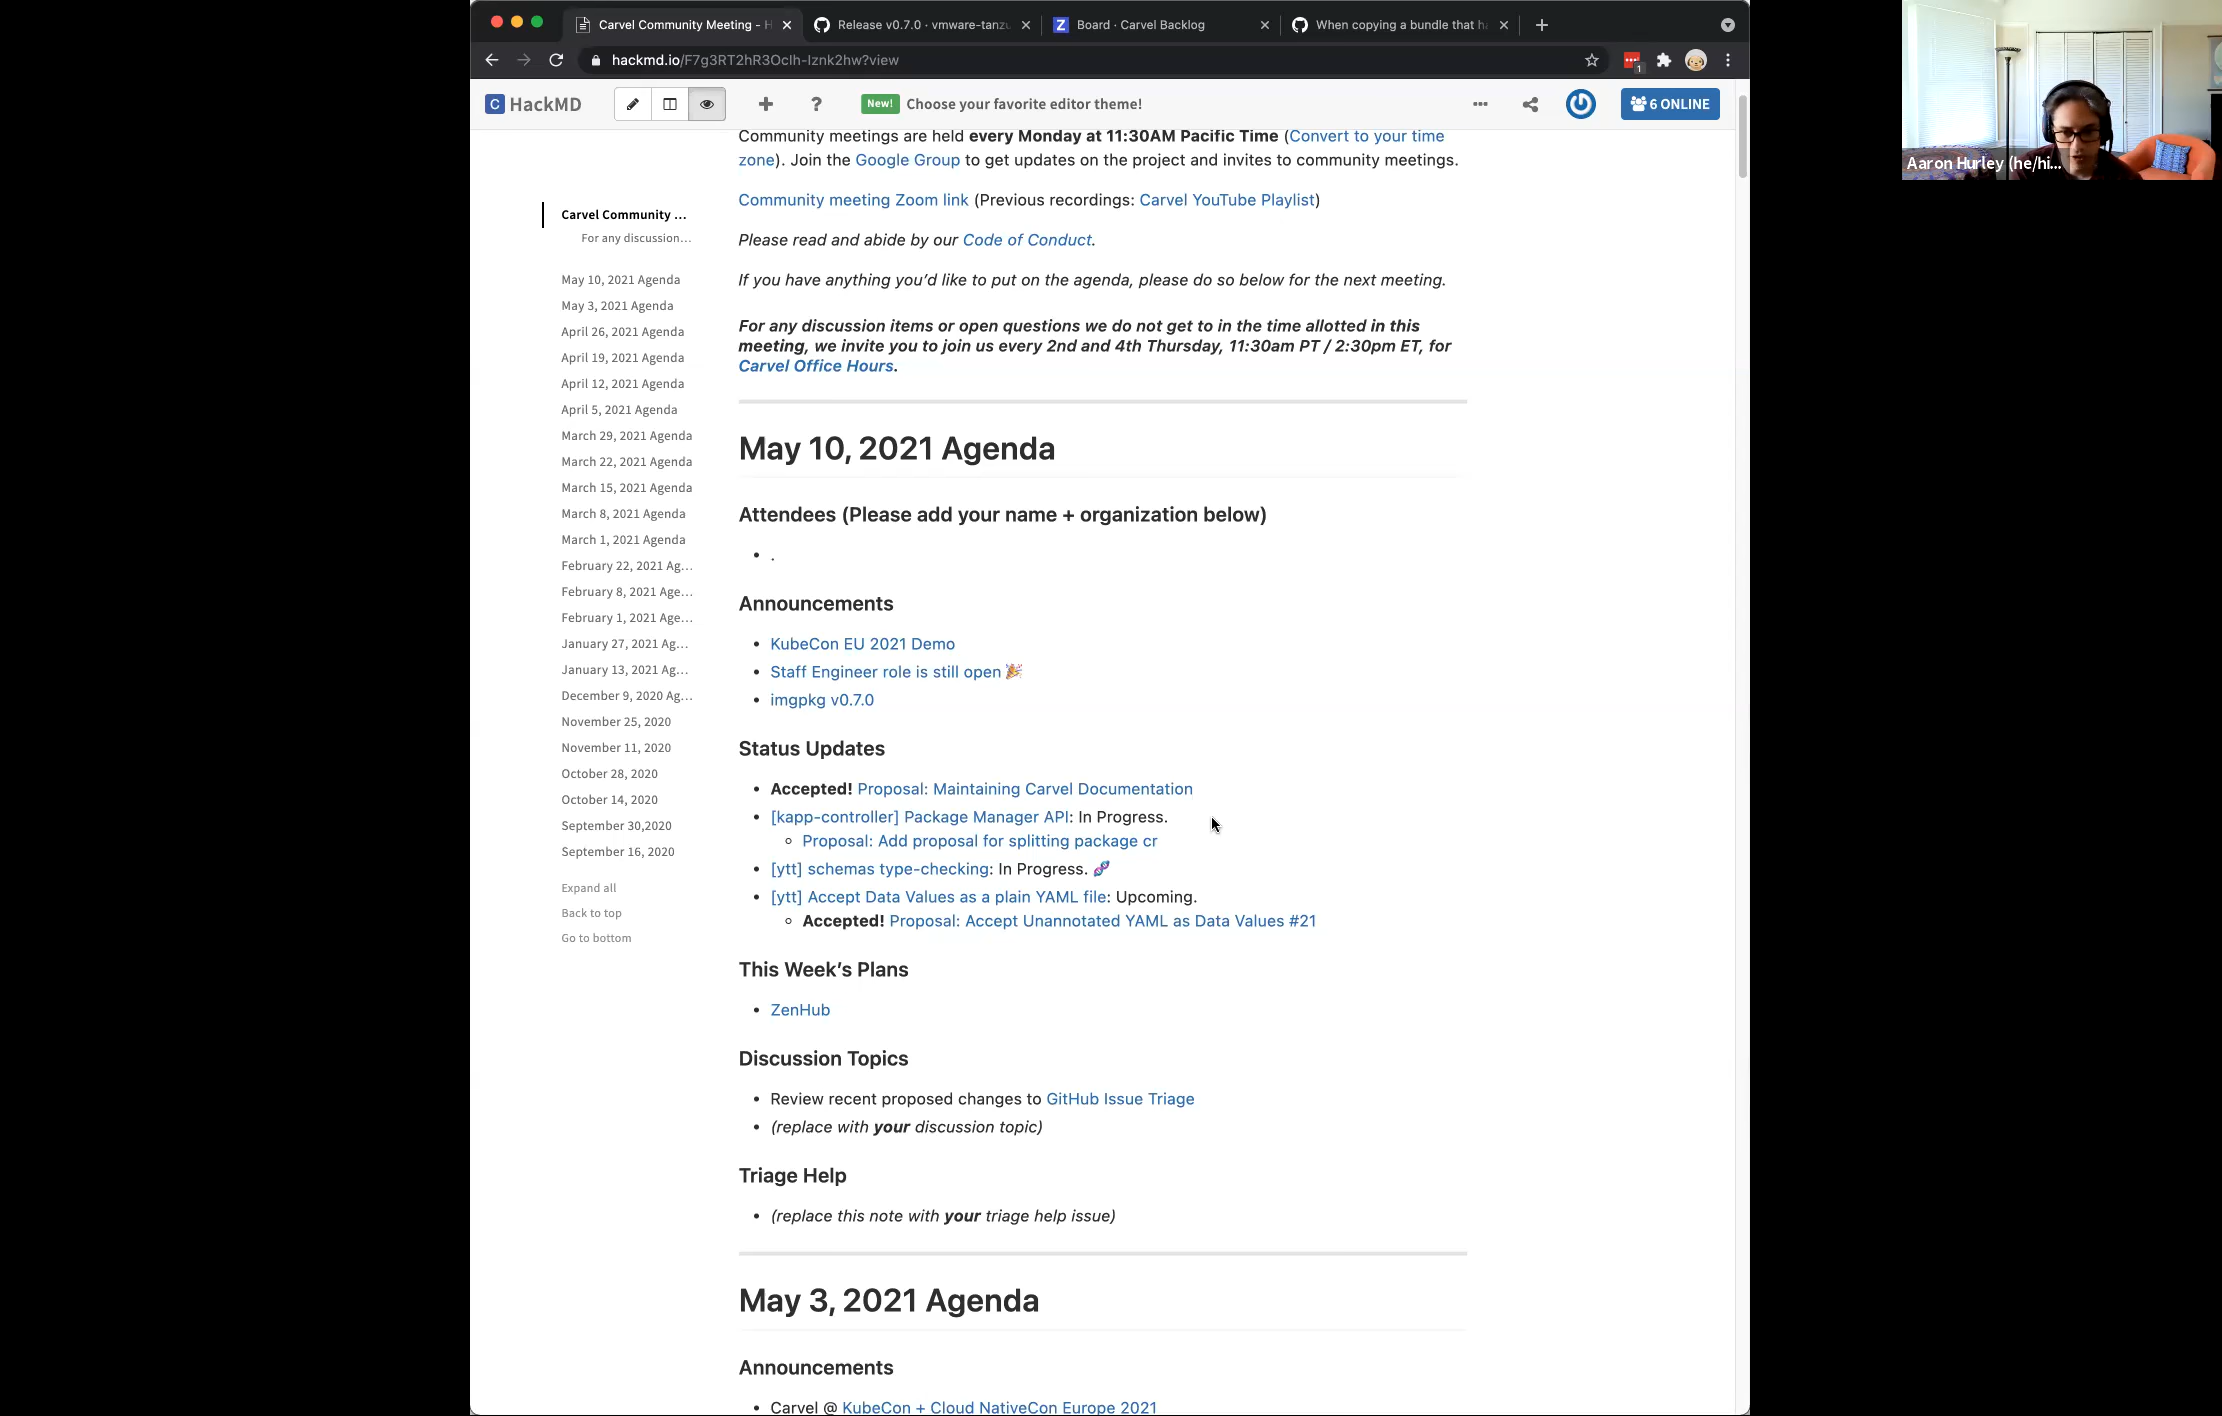 Carvel Community Meeting - H
Release v0.7.0 · vmware-tanzu
Z Board · Carvel Backlog
When copying a bundle that ha
hackmd.io/F7g3RT2hR3OcIh-Iznk2hw?view
1
C HackMD
?
New! Choose your favorite editor theme!
6 ONLINE
Aaron Hurley (he/hi...
Community meetings are held every Monday at 11:30AM Pacific Time (Convert to your time
zone). Join the Google Group to get updates on the project and invites to community meetings.
Community meeting Zoom link (Previous recordings: Carvel YouTube Playlist)
Please read and abide by our Code of Conduct.
If you have anything you’d like to put on the agenda, please do so below for the next meeting.
For any discussion items or open questions we do not get to in the time allotted in this
meeting, we invite you to join us every 2nd and 4th Thursday, 11:30am PT / 2:30pm ET, for
Carvel Office Hours.
Carvel Community ...
For any discussion...
May 10, 2021 Agenda
May 3, 2021 Agenda
April 26, 2021 Agenda
April 19, 2021 Agenda
April 12, 2021 Agenda
April 5, 2021 Agenda
March 29, 2021 Agenda
March 22, 2021 Agenda
March 15, 2021 Agenda
March 8, 2021 Agenda
March 1, 2021 Agenda
February 22, 2021 Ag...
February 8, 2021 Age...
February 1, 2021 Age...
January 27, 2021 Ag...
January 13, 2021 Ag...
December 9, 2020 Ag...
November 25, 2020
November 11, 2020
October 28, 2020
October 14, 2020
September 30,2020
September 16, 2020
Expand all
Back to top
Go to bottom
May 10, 2021 Agenda
Attendees (Please add your name + organization below)
• .
Announcements
• KubeCon EU 2021 Demo
• Staff Engineer role is still open 🎉
• imgpkg v0.7.0
Status Updates
• Accepted! Proposal: Maintaining Carvel Documentation
• [kapp-controller] Package Manager API: In Progress.
◦ Proposal: Add proposal for splitting package cr
• [ytt] schemas type-checking: In Progress. 🧬
• [ytt] Accept Data Values as a plain YAML file: Upcoming.
◦ Accepted! Proposal: Accept Unannotated YAML as Data Values #21
This Week’s Plans
• ZenHub
Discussion Topics
• Review recent proposed changes to GitHub Issue Triage
• (replace with your discussion topic)
Triage Help
• (replace this note with your triage help issue)
May 3, 2021 Agenda
Announcements
• Carvel @ KubeCon + Cloud NativeCon Europe 2021